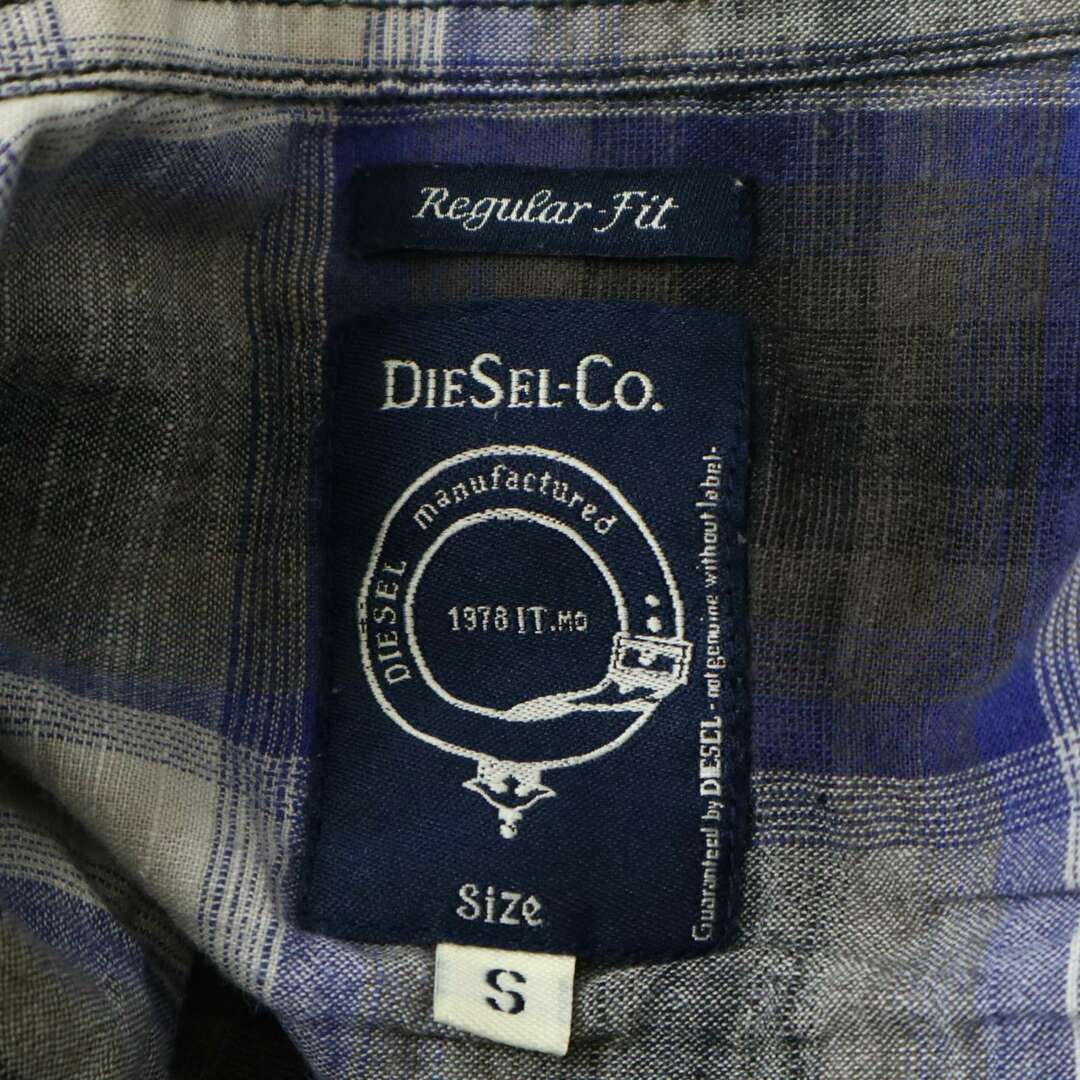 Regular-Fit
DIESEL-CO.
manufactured
DIESEL
1978 IT.MO
Guaranteed by DIESEL - not genuine without label-
Size
S